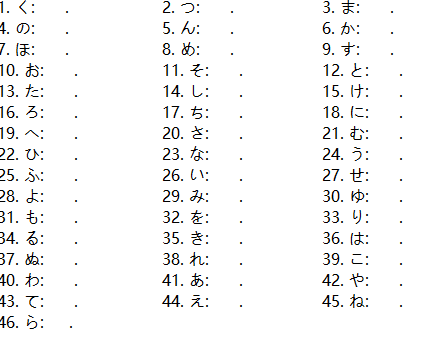 1. く: . 2. つ: . 3. ま: .
4. の: . 5. ん: . 6. か: .
7. ほ: . 8. め: . 9. す: .
10. お: . 11. そ: . 12. と: .
13. た: . 14. し: . 15. け: .
16. ろ: . 17. ち: . 18. に: .
19. へ: . 20. さ: . 21. む: .
22. ひ: . 23. な: . 24. う: .
25. ふ: . 26. い: . 27. せ: .
28. よ: . 29. み: . 30. ゆ: .
31. も: . 32. を: . 33. り: .
34. る: . 35. き: . 36. は: .
37. ぬ: . 38. れ: . 39. こ: .
40. わ: . 41. あ: . 42. や: .
43. て: . 44. え: . 45. ね: .
46. ら: .